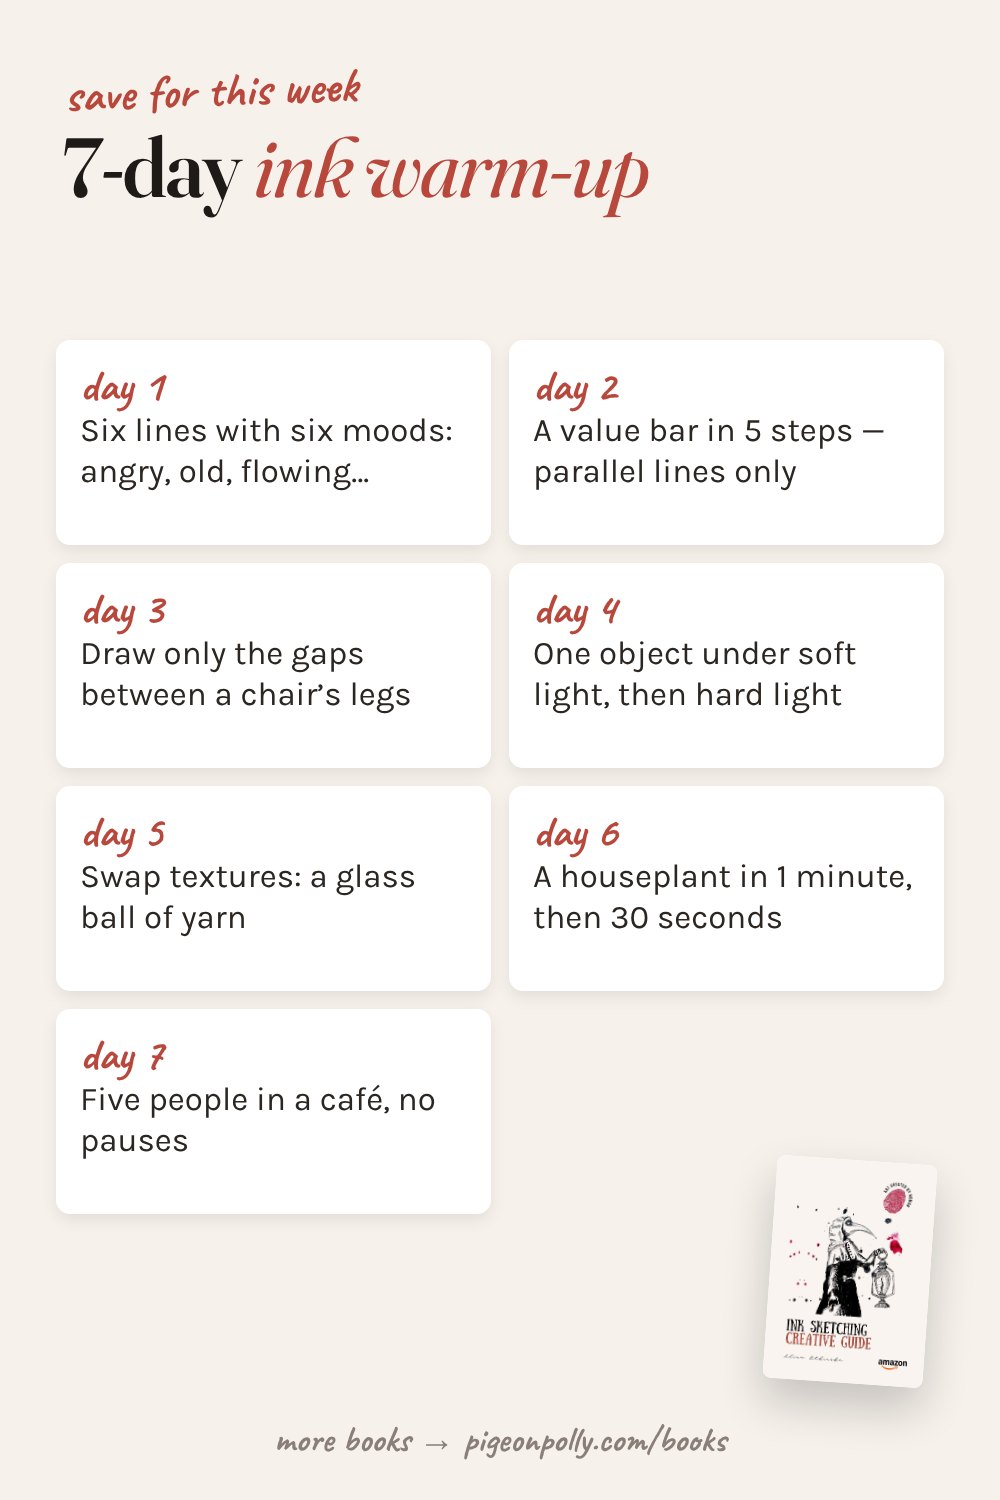 save for this week
7-day ink warm-up
day 1
Six lines with six moods:
angry, old, flowing...
day 2
A value bar in 5 steps —
parallel lines only
day 3
Draw only the gaps
between a chair’s legs
day 4
One object under soft
light, then hard light
day 5
Swap textures: a glass
ball of yarn
day 6
A houseplant in 1 minute,
then 30 seconds
day 7
Five people in a café, no
pauses
INK SKETCHING
CREATIVE GUIDE
amazon
more books → pigeonpolly.com/books